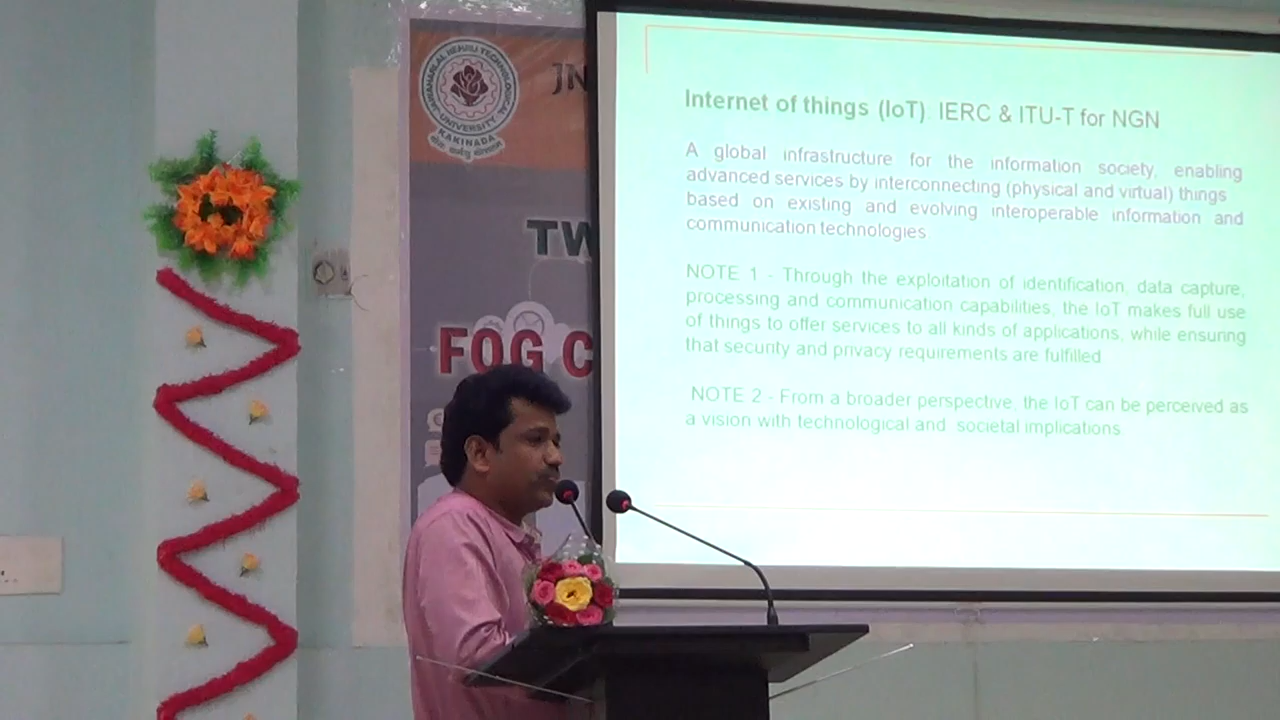 JAWAHARLAL NEHRU TECHNOLOGICAL
UNIVERSITY
KAKINADA
JN
TW
FOG C
Internet of things (IoT) IERC & ITU-T for NGN
A global infrastructure for the information society, enabling
advanced services by interconnecting (physical and virtual) things
based on existing and evolving interoperable information and
communication technologies
NOTE 1 - Through the exploitation of identification, data capture,
processing and communication capabilities, the IoT makes full use
of things to offer services to all kinds of applications, while ensuring
that security and privacy requirements are fulfilled
NOTE 2 - From a broader perspective, the IoT can be perceived as
a vision with technological and societal implications